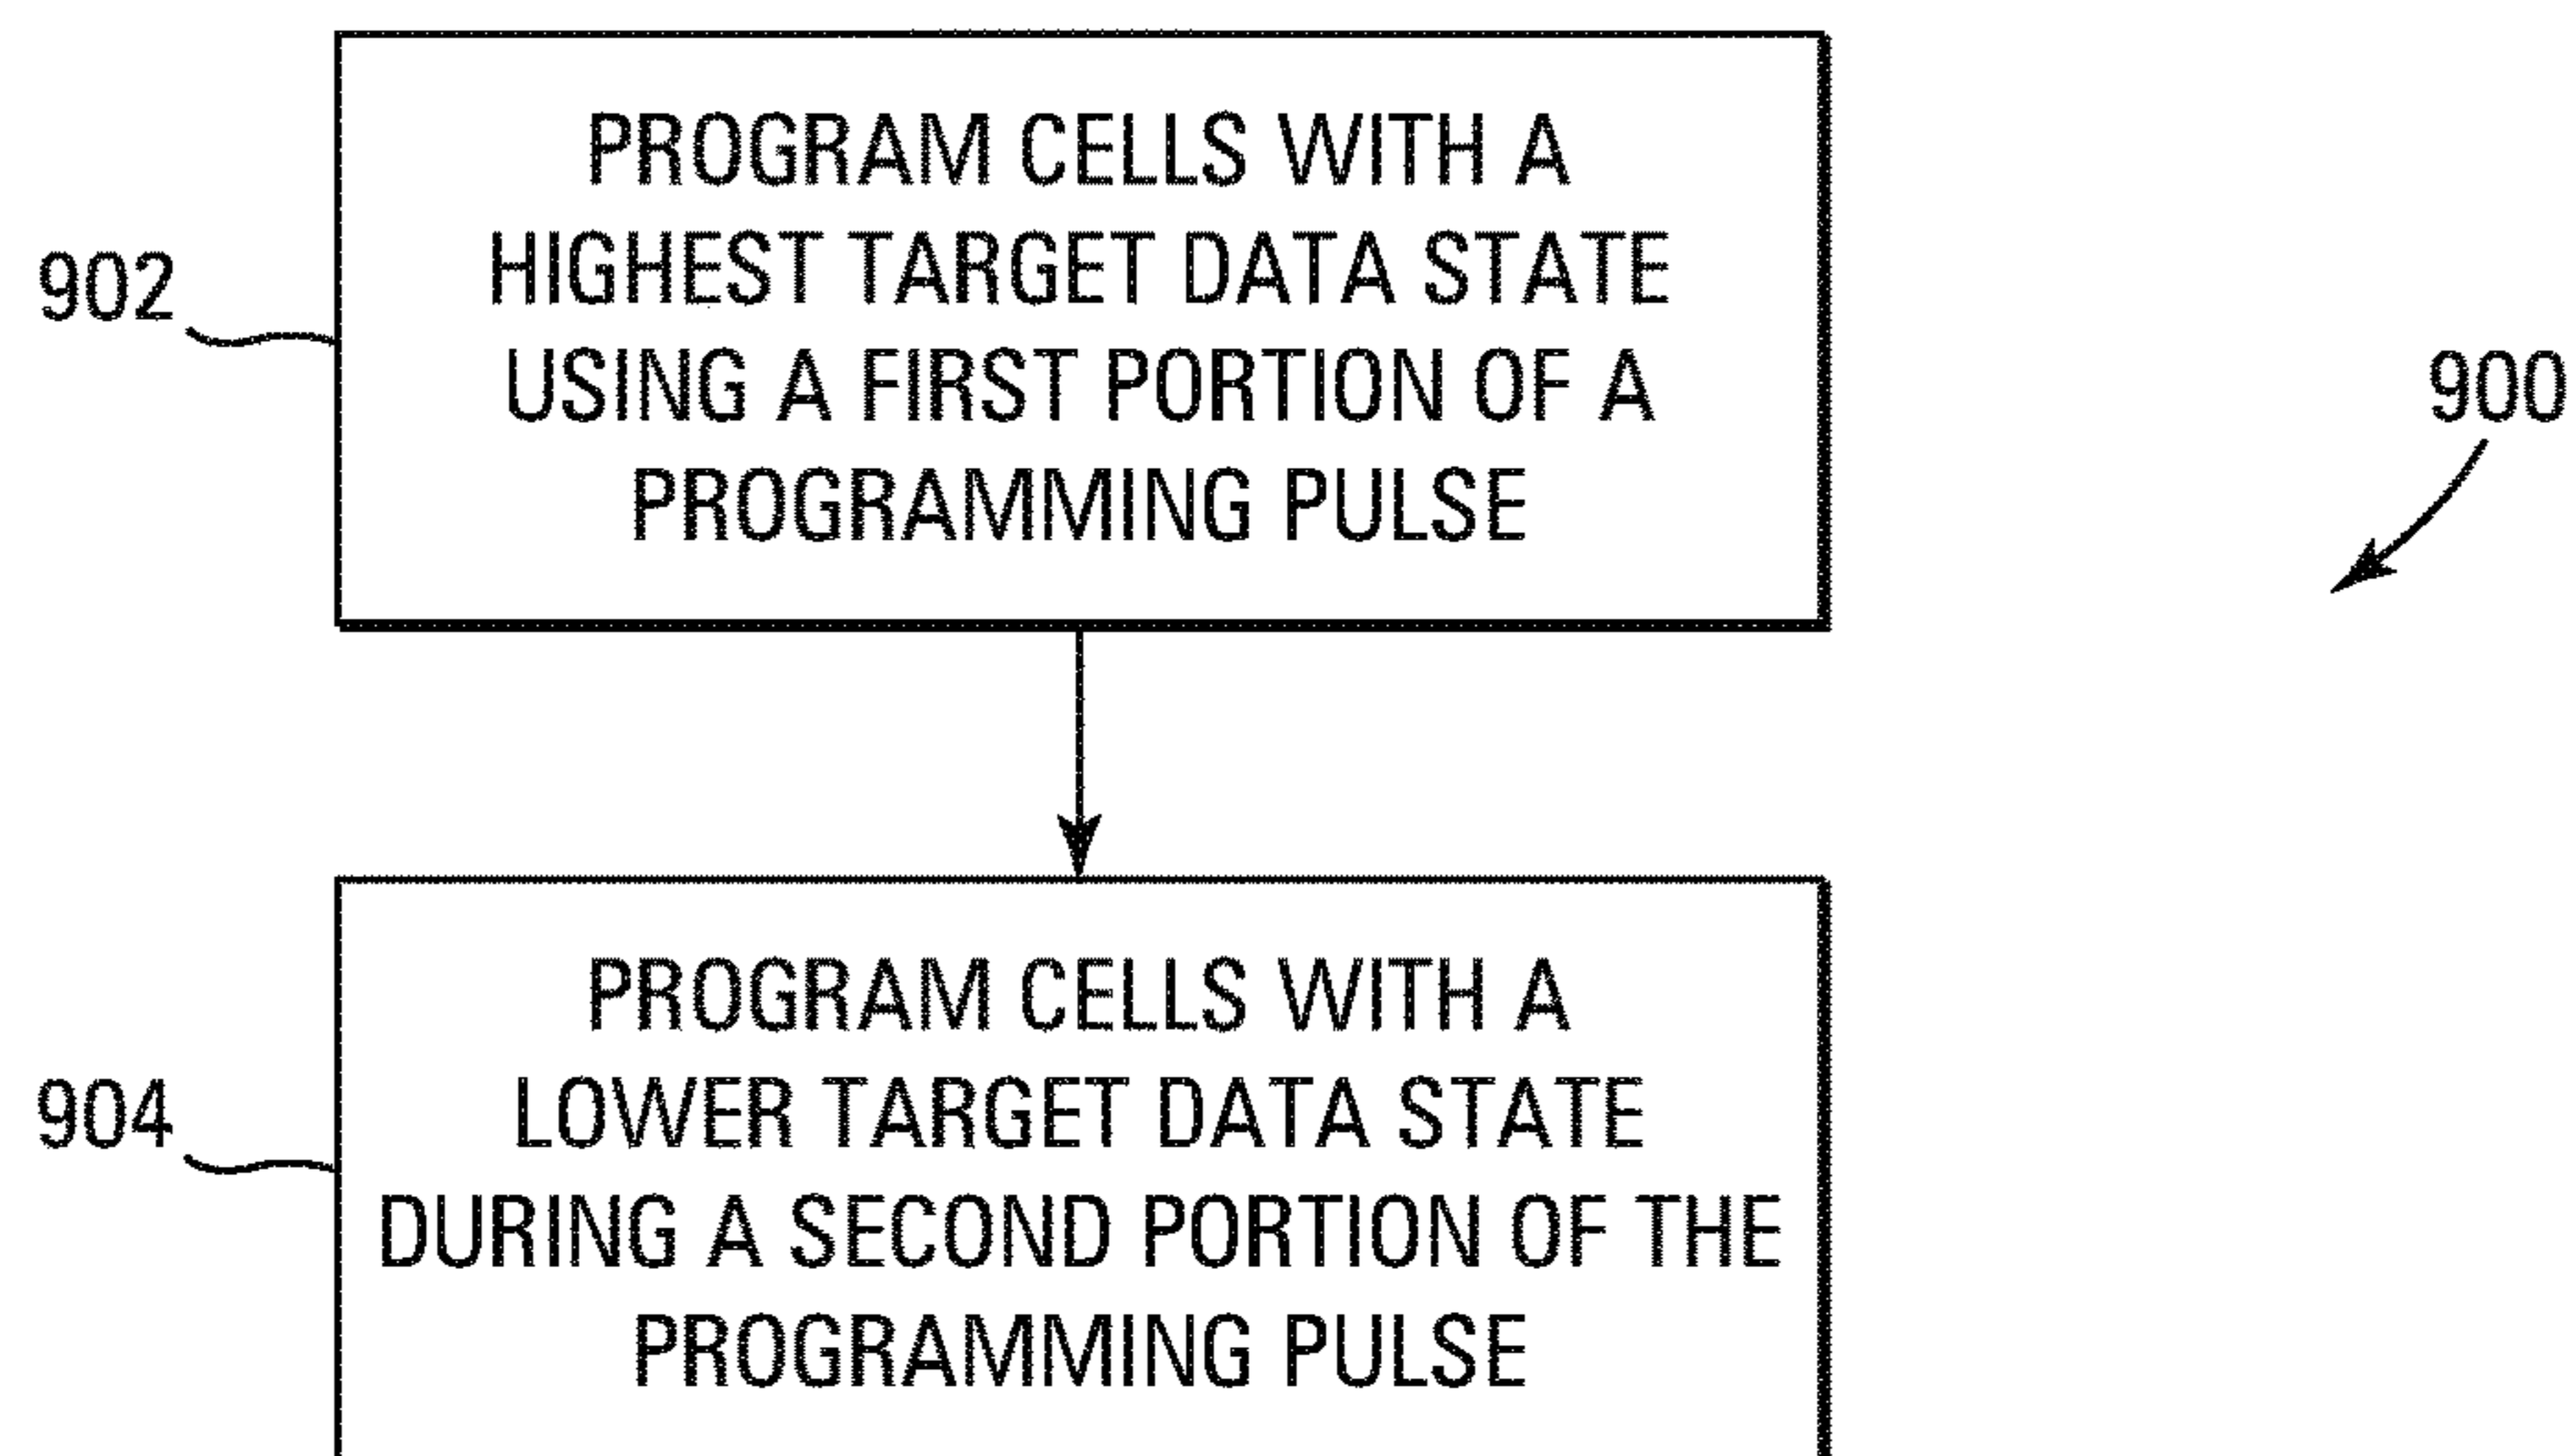 PROGRAM CELLS WITH A
HIGHEST TARGET DATA STATE
USING A FIRST PORTION OF A
PROGRAMMING PULSE
902
900
PROGRAM CELLS WITH A
LOWER TARGET DATA STATE
DURING A SECOND PORTION OF THE
PROGRAMMING PULSE
904